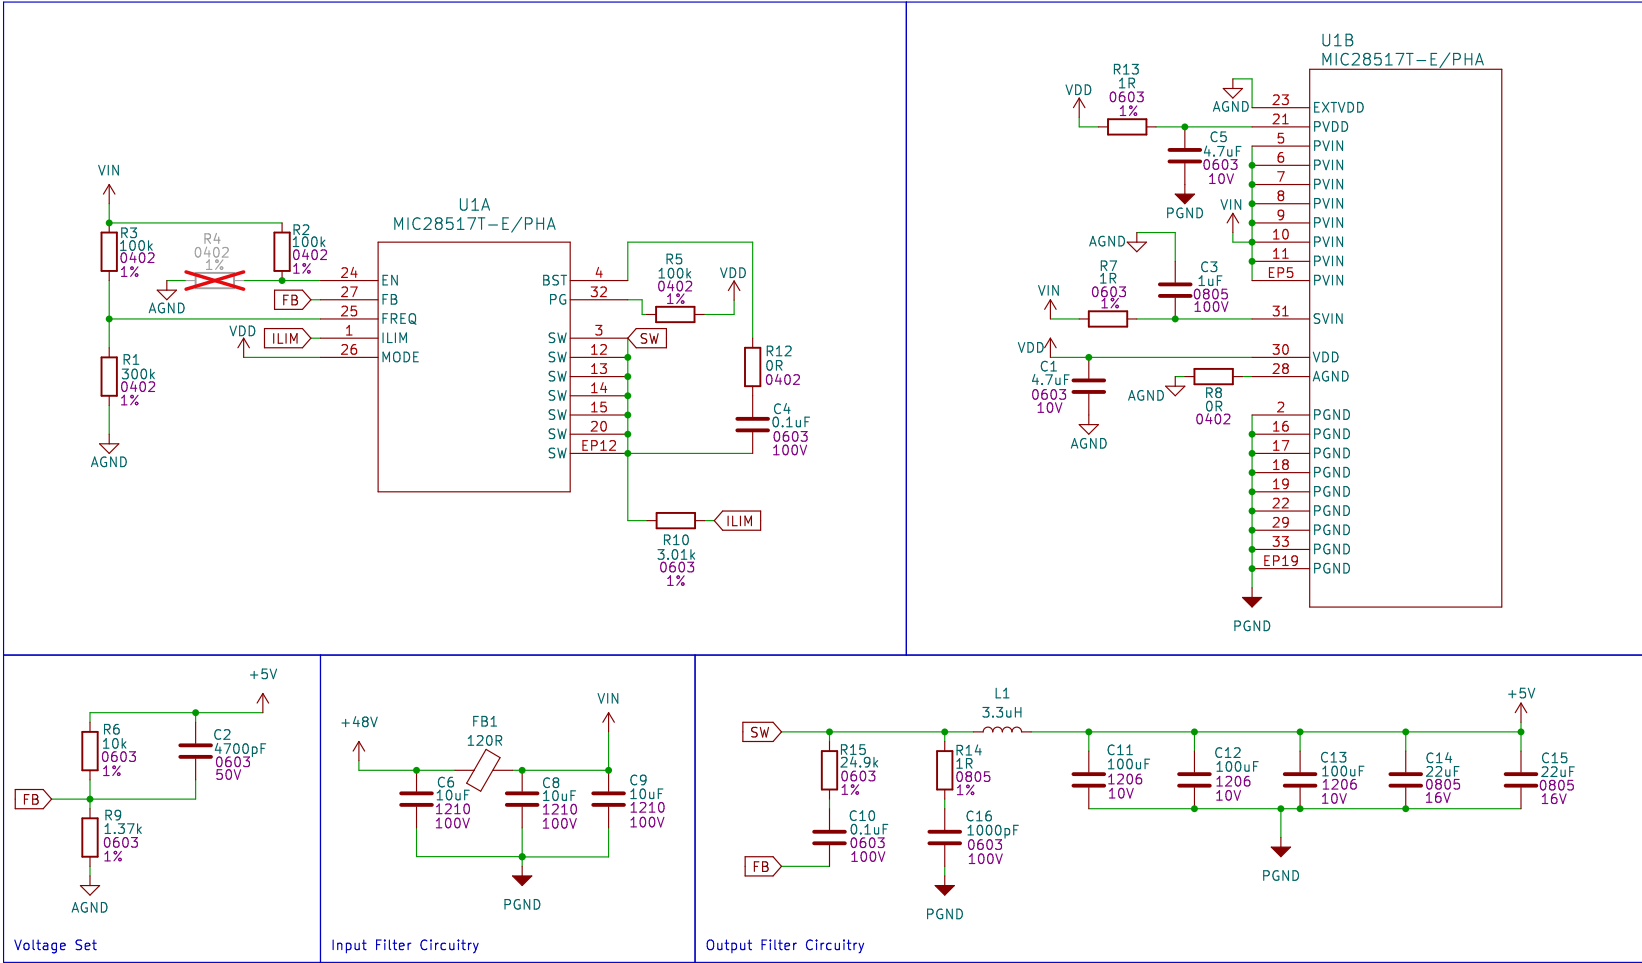 VIN
R3
100k
0402
1%
R4
0402
1%
R2
100k
0402
1%
AGND
FB
VDD
ILIM
R1
300k
0402
1%
AGND
U1A
MIC28517T-E/PHA
24 EN
27 FB
25 FREQ
1 ILIM
26 MODE
BST 4
PG 32
SW 3
SW 12
SW 13
SW 14
SW 15
SW 20
SW EP12
R5
100k
0402
1%
VDD
SW
R12
0R
0402
C4
0.1uF
0603
100V
ILIM
R10
3.01k
0603
1%
U1B
MIC28517T-E/PHA
R13
1R
0603
1%
VDD
AGND
C5
4.7uF
0603
10V
PGND
VIN
AGND
R7
1R
0603
1%
VIN
C3
1uF
0805
100V
VDD
C1
4.7uF
0603
10V
AGND
AGND
R8
0R
0402
23 EXTVDD
21 PVDD
5 PVIN
6 PVIN
7 PVIN
8 PVIN
9 PVIN
10 PVIN
11 PVIN
EP5 PVIN
31 SVIN
30 VDD
28 AGND
2 PGND
16 PGND
17 PGND
18 PGND
19 PGND
22 PGND
29 PGND
33 PGND
EP19 PGND
PGND
+5V
R6
10k
0603
1%
C2
4700pF
0603
50V
FB
R9
1.37k
0603
1%
AGND
Voltage Set
+48V
FB1
120R
VIN
C6
10uF
1210
100V
C8
10uF
1210
100V
C9
10uF
1210
100V
PGND
Input Filter Circuitry
SW
L1
3.3uH
+5V
R15
24.9k
0603
1%
R14
1R
0805
1%
C10
0.1uF
0603
100V
C16
1000pF
0603
100V
FB
PGND
C11
100uF
1206
10V
C12
100uF
1206
10V
C13
100uF
1206
10V
C14
22uF
0805
16V
C15
22uF
0805
16V
PGND
Output Filter Circuitry